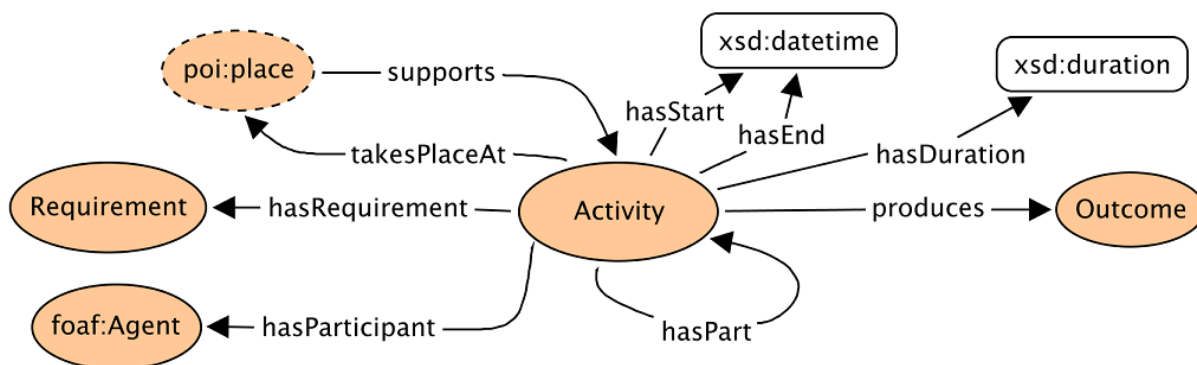 xsd:datetime
poi:place
supports
xsd:duration
hasStart
hasEnd
takesPlaceAt
hasDuration
Requirement
hasRequirement
Activity
produces
Outcome
foaf:Agent
hasParticipant
hasPart